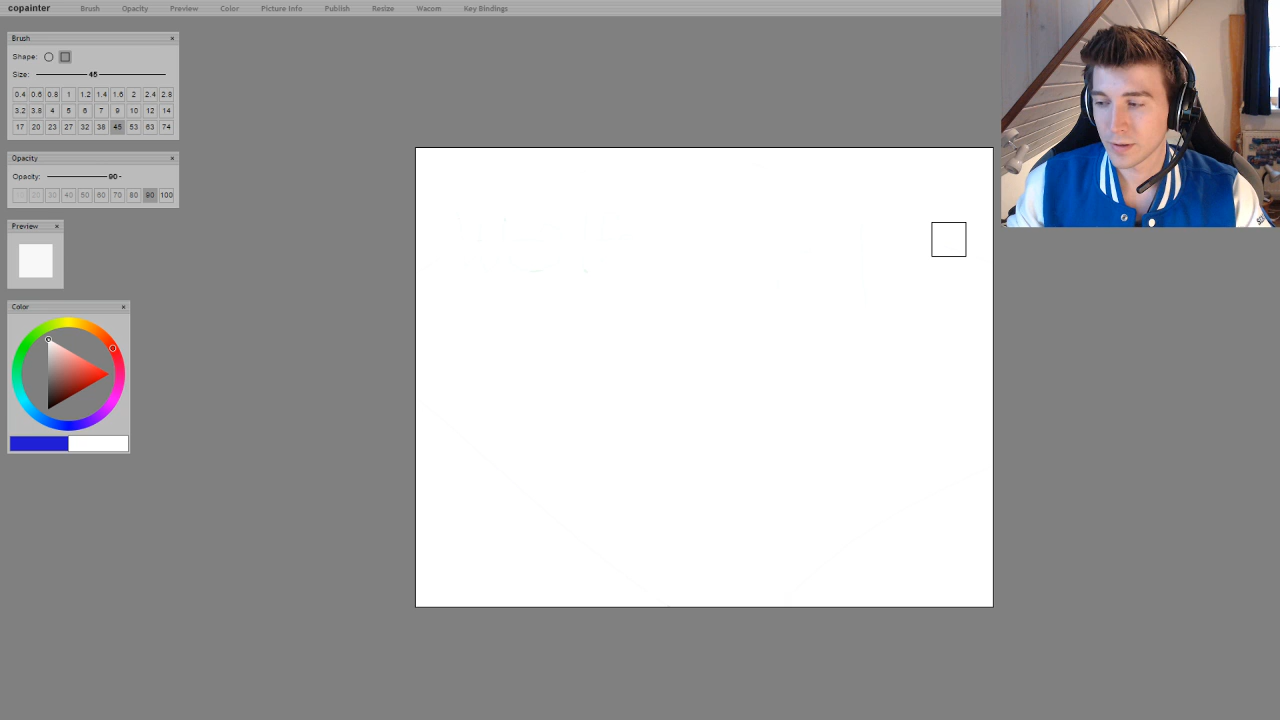 copainter Brush Opacity Preview Color Picture Info Publish Resize Wacom Key Bindings
Brush ×
Shape:
Size: 45
0.4 0.6 0.8 1 1.2 1.4 1.6 2 2.4 2.8
3.2 3.8 4 5 6 7 9 10 12 14
17 20 23 27 32 38 45 53 63 74
Opacity ×
Opacity: 90
20 30 40 50 60 70 80 90 100
Preview ×
Color ×